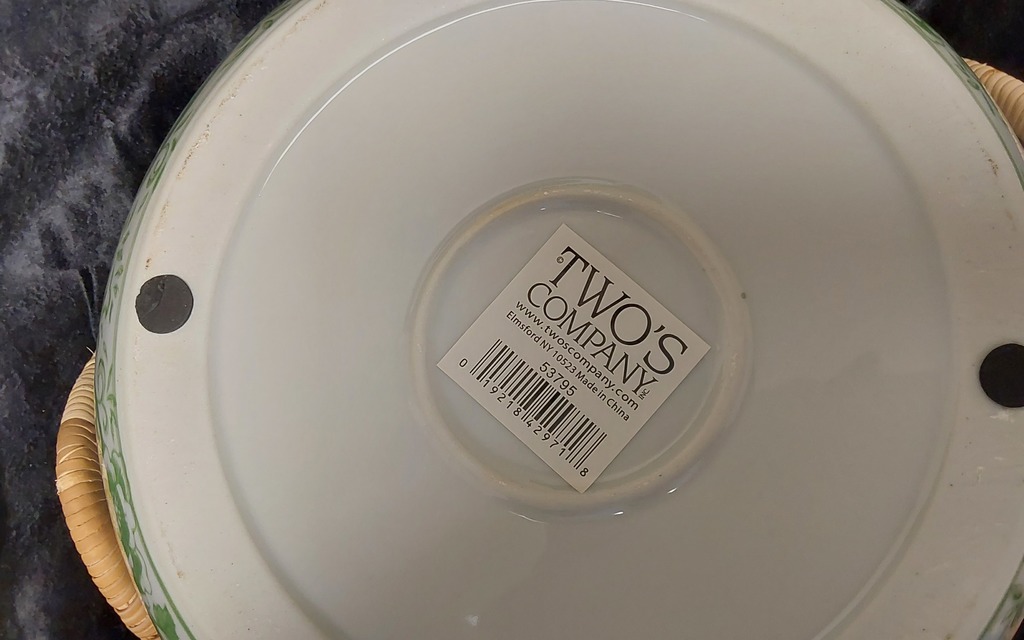 © TWO'S
COMPANY INC
www.twoscompany.com
Elmsford NY 10523 Made in China
53795
0 19218 42971 8